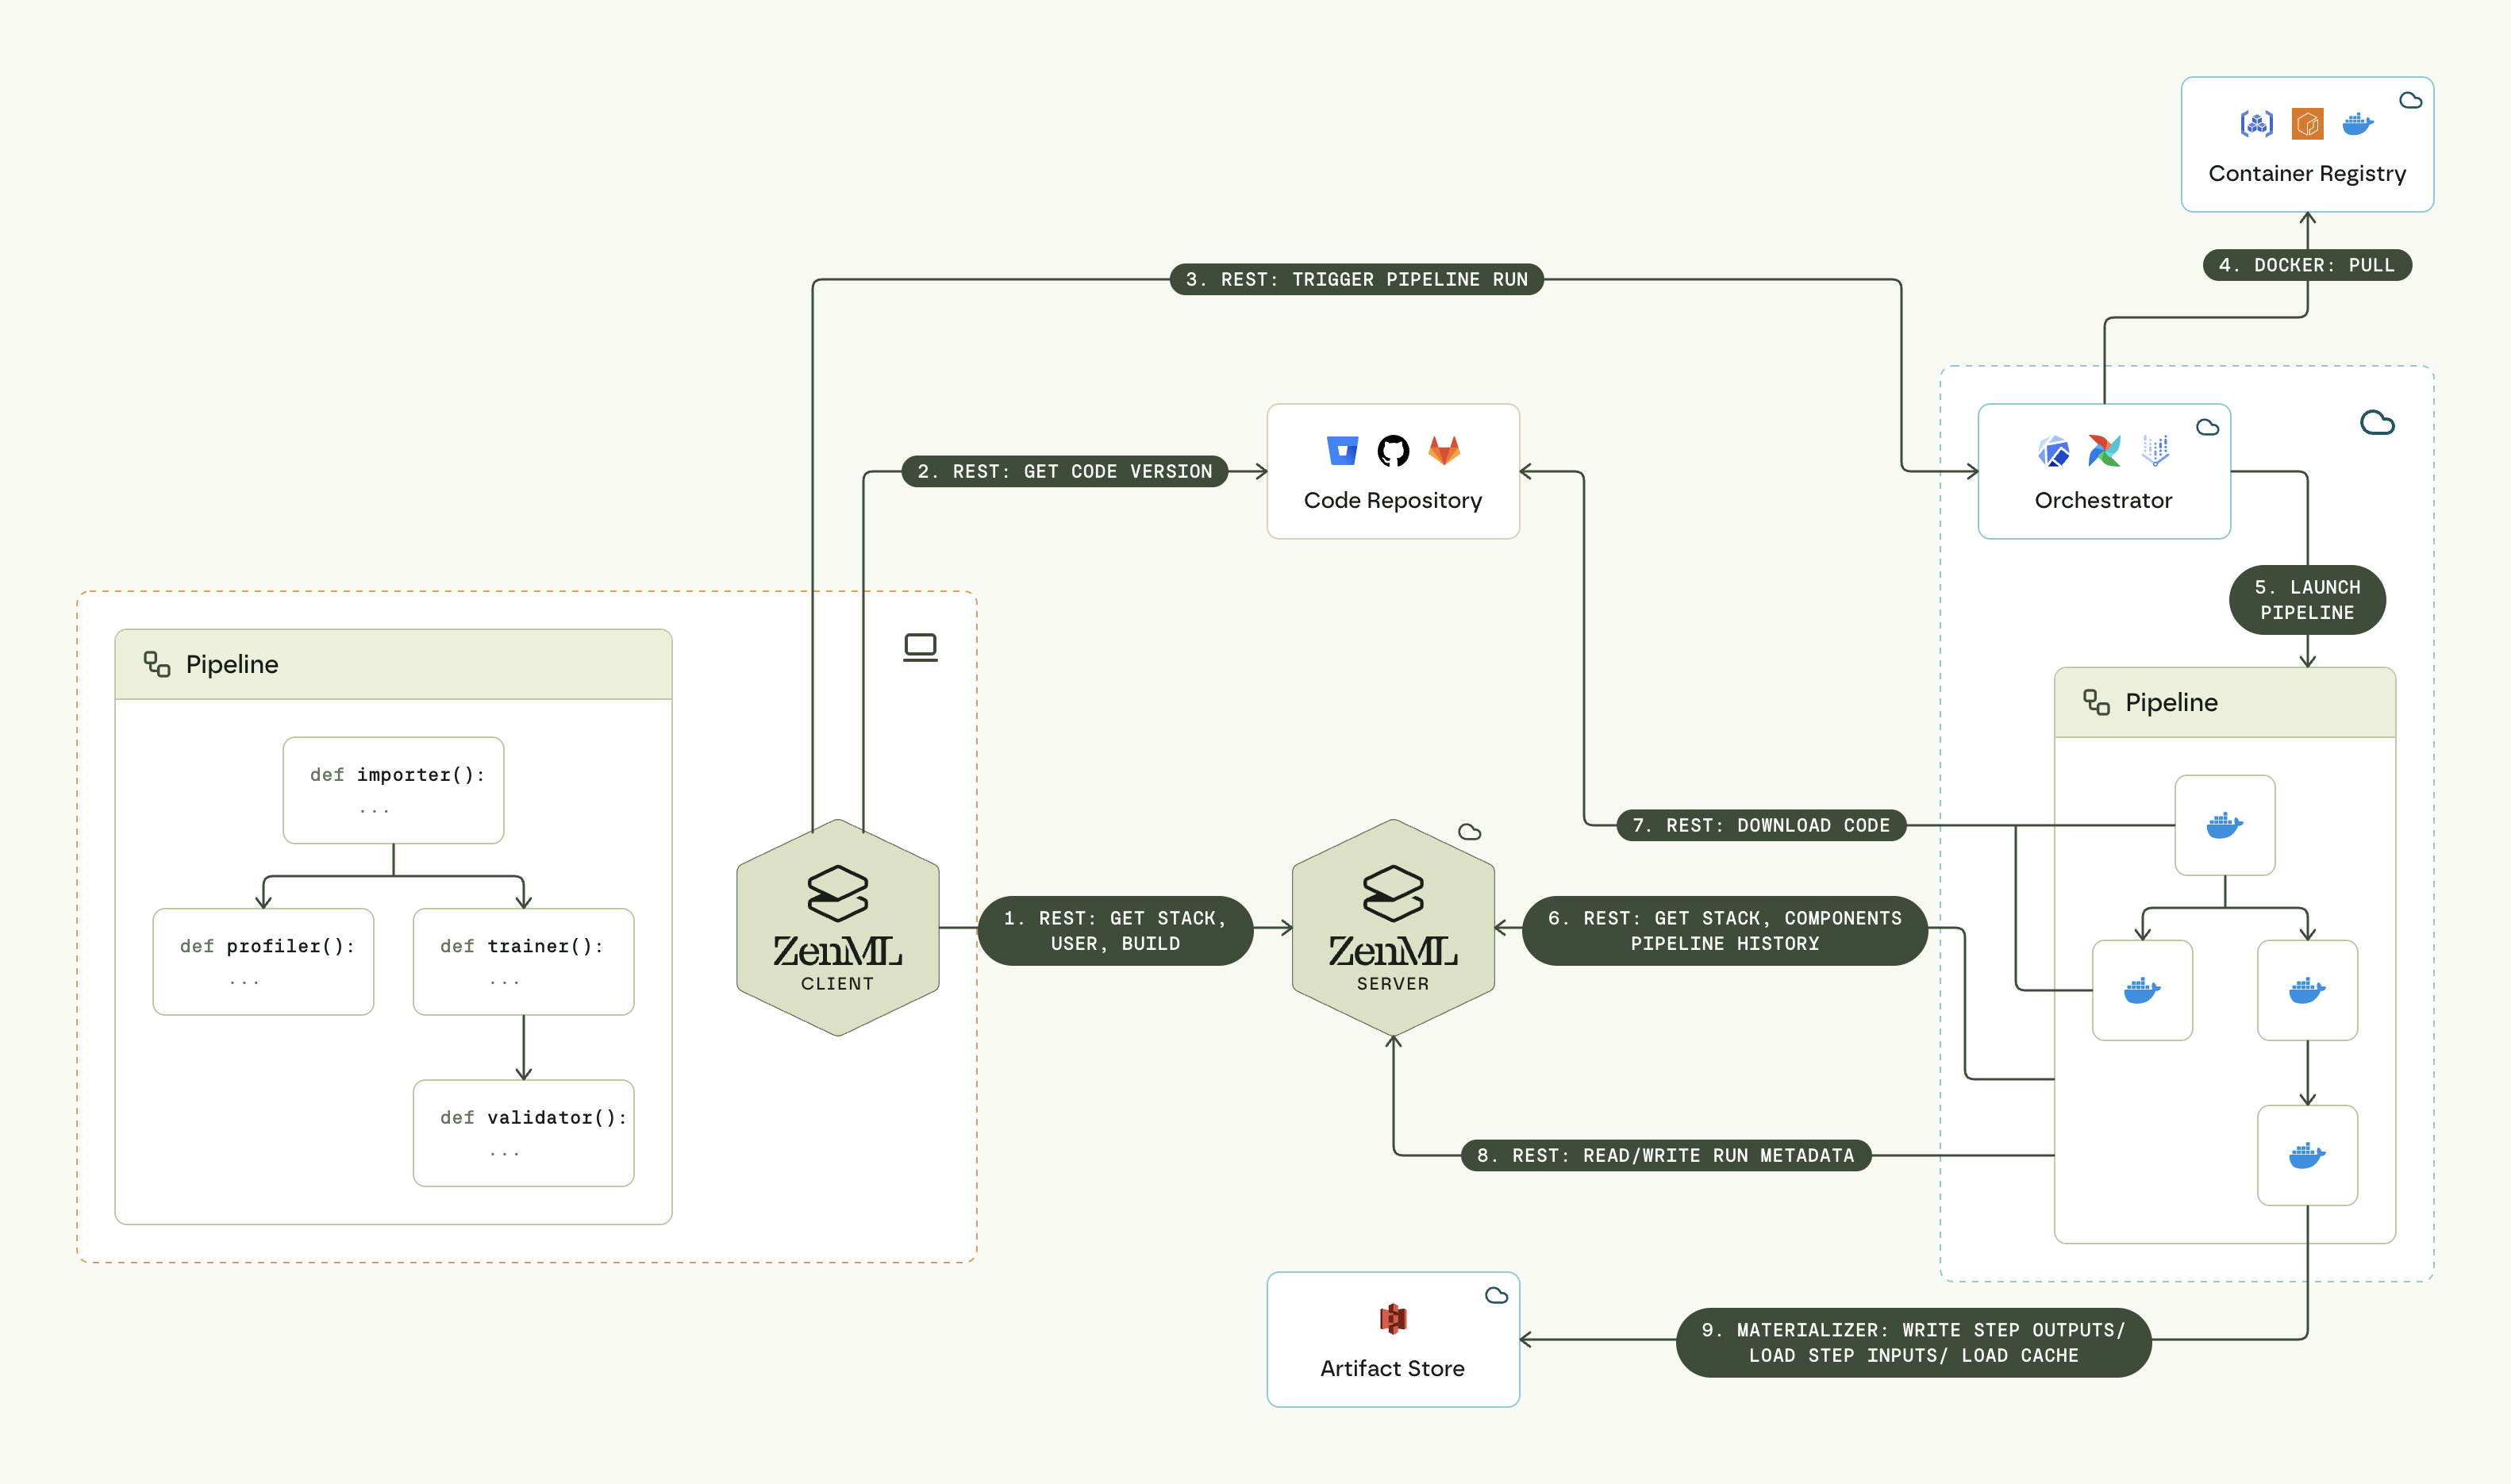 Container Registry
4. DOCKER: PULL
3. REST: TRIGGER PIPELINE RUN
2. REST: GET CODE VERSION
Code Repository
Orchestrator
5. LAUNCH
PIPELINE
Pipeline
def importer():
...
def profiler():
...
def trainer():
...
def validator():
...
ZenML
CLIENT
1. REST: GET STACK,
USER, BUILD
ZenML
SERVER
6. REST: GET STACK, COMPONENTS
PIPELINE HISTORY
7. REST: DOWNLOAD CODE
Pipeline
8. REST: READ/WRITE RUN METADATA
Artifact Store
9. MATERIALIZER: WRITE STEP OUTPUTS/
LOAD STEP INPUTS/ LOAD CACHE